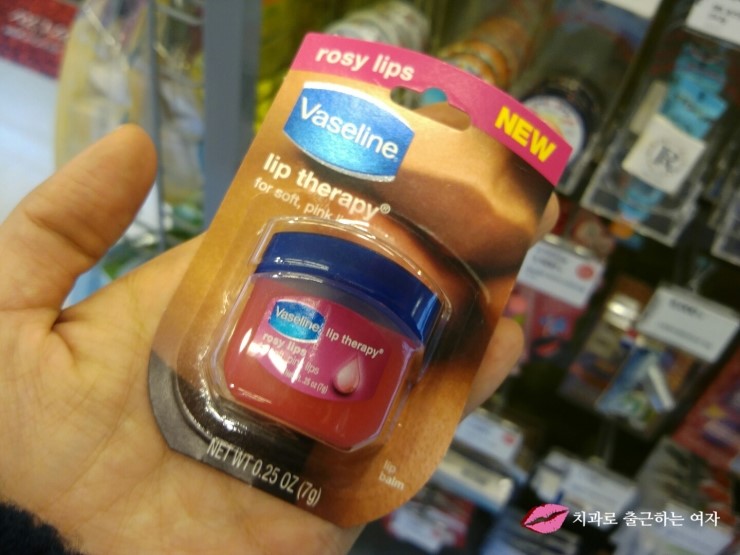 rosy lips
NEW
Vaseline
lip therapy®
for soft, pink
Vaseline lip therapy®
rosy lips
lips
NET WT 0.25 OZ (7g)
lip
balm
R
치과로 출근하는 여자